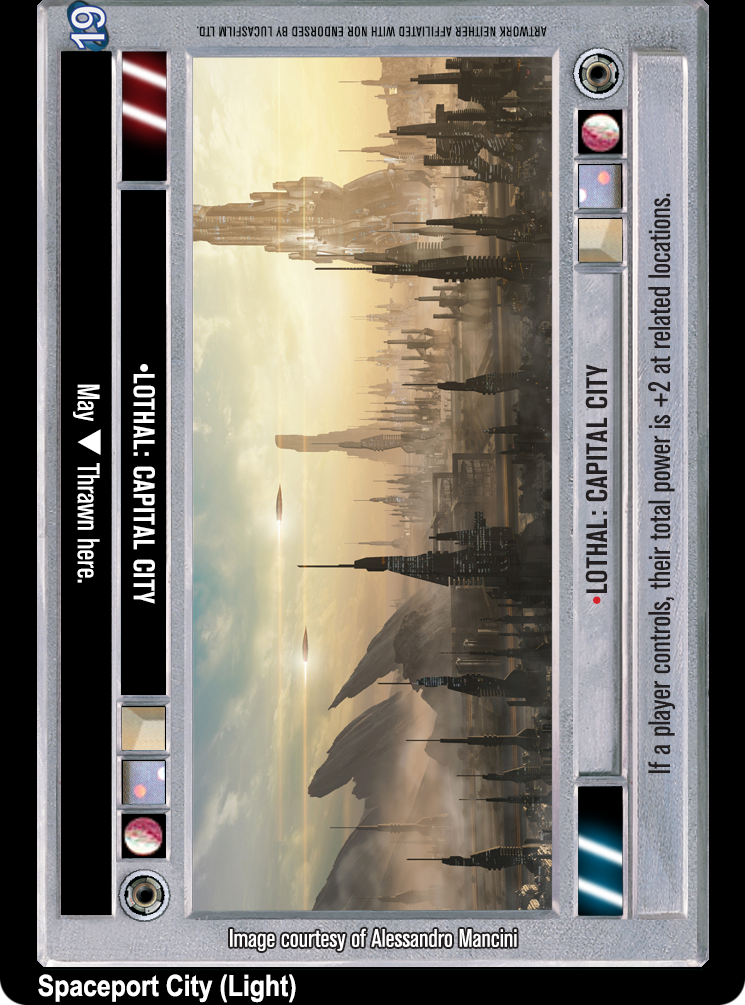 19
ARTWORK NEITHER AFFILIATED WITH NOR ENDORSED BY LUCASFILM LTD.
•LOTHAL: CAPITAL CITY
May ▼ Thrawn here.
•LOTHAL: CAPITAL CITY
If a player controls, their total power is +2 at related locations.
Image courtesy of Alessandro Mancini
Spaceport City (Light)